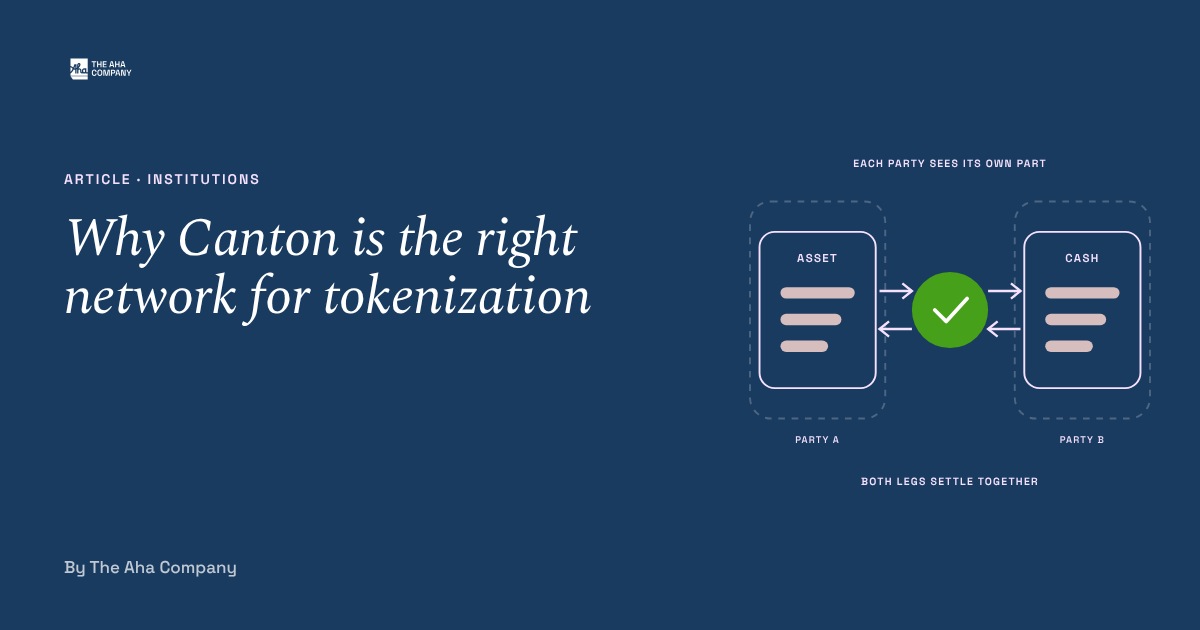 Aha
THE AHA
COMPANY
ARTICLE · INSTITUTIONS
Why Canton is the right
network for tokenization
By The Aha Company
EACH PARTY SEES ITS OWN PART
ASSET
CASH
PARTY A
PARTY B
BOTH LEGS SETTLE TOGETHER